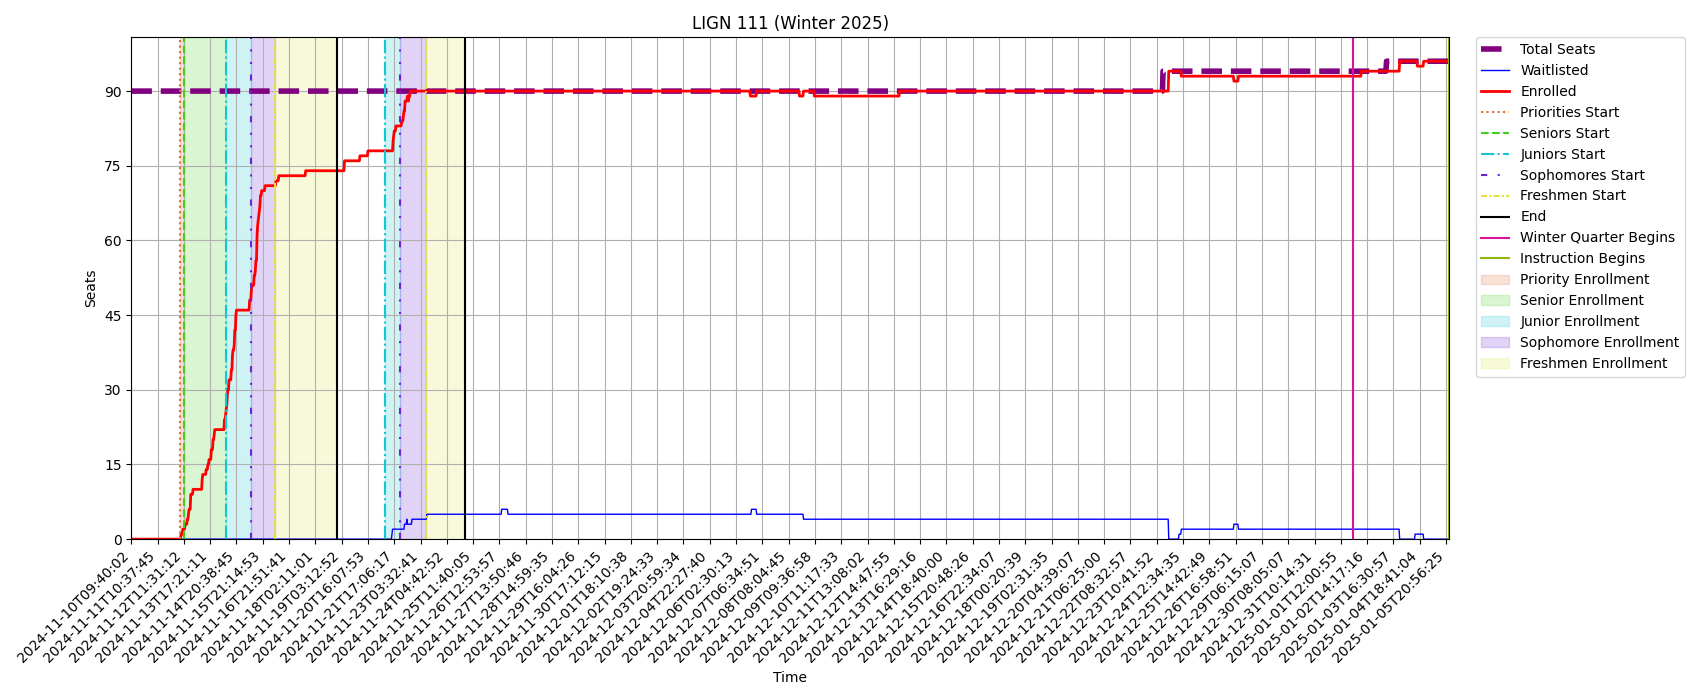 LIGN 111 (Winter 2025)
Seats
90
75
60
45
30
15
0
2024-11-10T09:40:02
2024-11-11T10:37:45
2024-11-12T11:31:12
2024-11-13T17:21:11
2024-11-14T20:38:45
2024-11-15T21:14:53
2024-11-16T21:51:41
2024-11-18T02:11:01
2024-11-19T03:12:52
2024-11-20T16:07:53
2024-11-21T17:06:17
2024-11-23T03:32:41
2024-11-24T04:42:52
2024-11-25T11:40:05
2024-11-26T12:53:57
2024-11-27T13:50:46
2024-11-28T14:59:35
2024-11-29T16:04:26
2024-11-30T17:12:15
2024-12-01T18:10:38
2024-12-02T19:24:33
2024-12-03T20:59:34
2024-12-04T22:27:40
2024-12-06T02:30:13
2024-12-07T06:34:51
2024-12-08T08:04:45
2024-12-09T09:36:58
2024-12-10T11:17:33
2024-12-11T13:08:02
2024-12-12T14:47:55
2024-12-13T16:29:16
2024-12-14T18:40:00
2024-12-15T20:48:26
2024-12-16T22:34:07
2024-12-18T00:20:39
2024-12-19T02:31:35
2024-12-20T04:39:07
2024-12-21T06:25:00
2024-12-22T08:32:57
2024-12-23T10:41:52
2024-12-24T12:34:35
2024-12-25T14:42:49
2024-12-26T16:58:51
2024-12-29T06:15:07
2024-12-30T08:05:07
2024-12-31T10:14:31
2025-01-01T12:00:55
2025-01-02T14:17:16
2025-01-03T16:30:57
2025-01-04T18:41:04
2025-01-05T20:56:25
Time
Total Seats
Waitlisted
Enrolled
Priorities Start
Seniors Start
Juniors Start
Sophomores Start
Freshmen Start
End
Winter Quarter Begins
Instruction Begins
Priority Enrollment
Senior Enrollment
Junior Enrollment
Sophomore Enrollment
Freshmen Enrollment